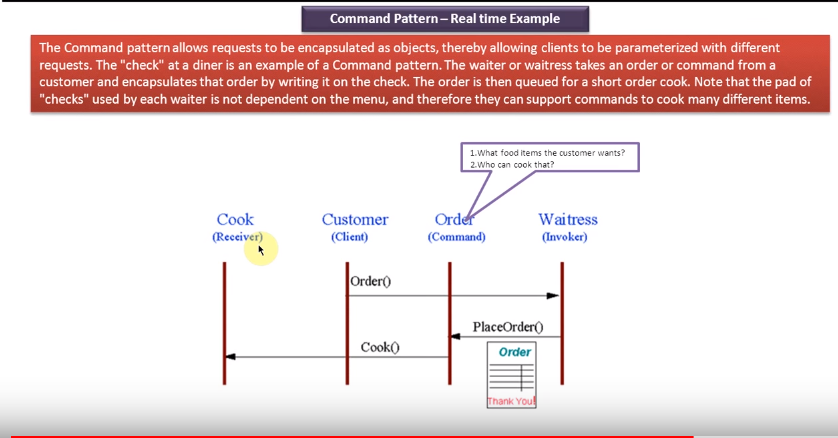 Command Pattern – Real time Example
The Command pattern allows requests to be encapsulated as objects, thereby allowing clients to be parameterized with different
requests. The "check" at a diner is an example of a Command pattern. The waiter or waitress takes an order or command from a
customer and encapsulates that order by writing it on the check. The order is then queued for a short order cook. Note that the pad of
"checks" used by each waiter is not dependent on the menu, and therefore they can support commands to cook many different items.
1.What food items the customer wants?
2.Who can cook that?
Cook
(Receiver)
Customer
(Client)
Order
(Command)
Waitress
(Invoker)
Order()
PlaceOrder()
Cook()
Order
Thank You!